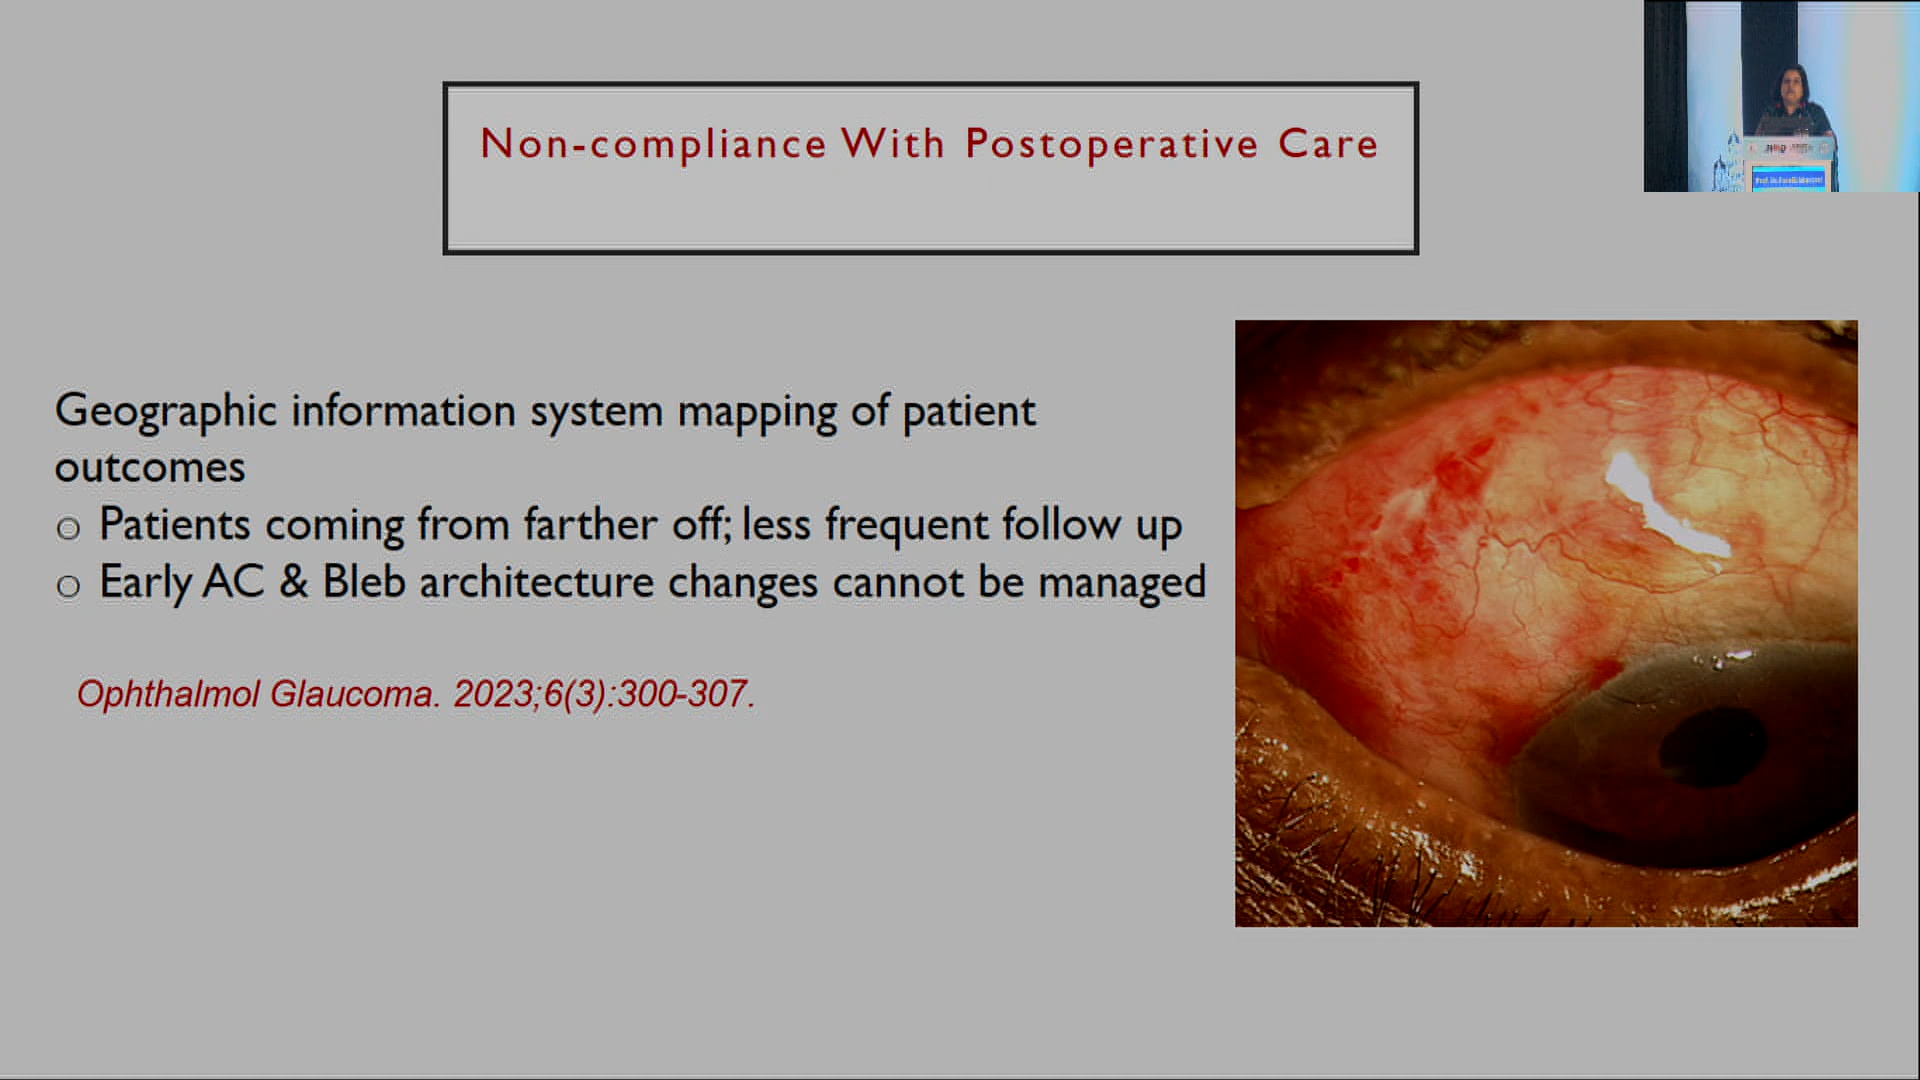 Non-compliance With Postoperative Care
Geographic information system mapping of patient
outcomes
o Patients coming from farther off; less frequent follow up
o Early AC & Bleb architecture changes cannot be managed
Ophthalmol Glaucoma. 2023;6(3):300-307.